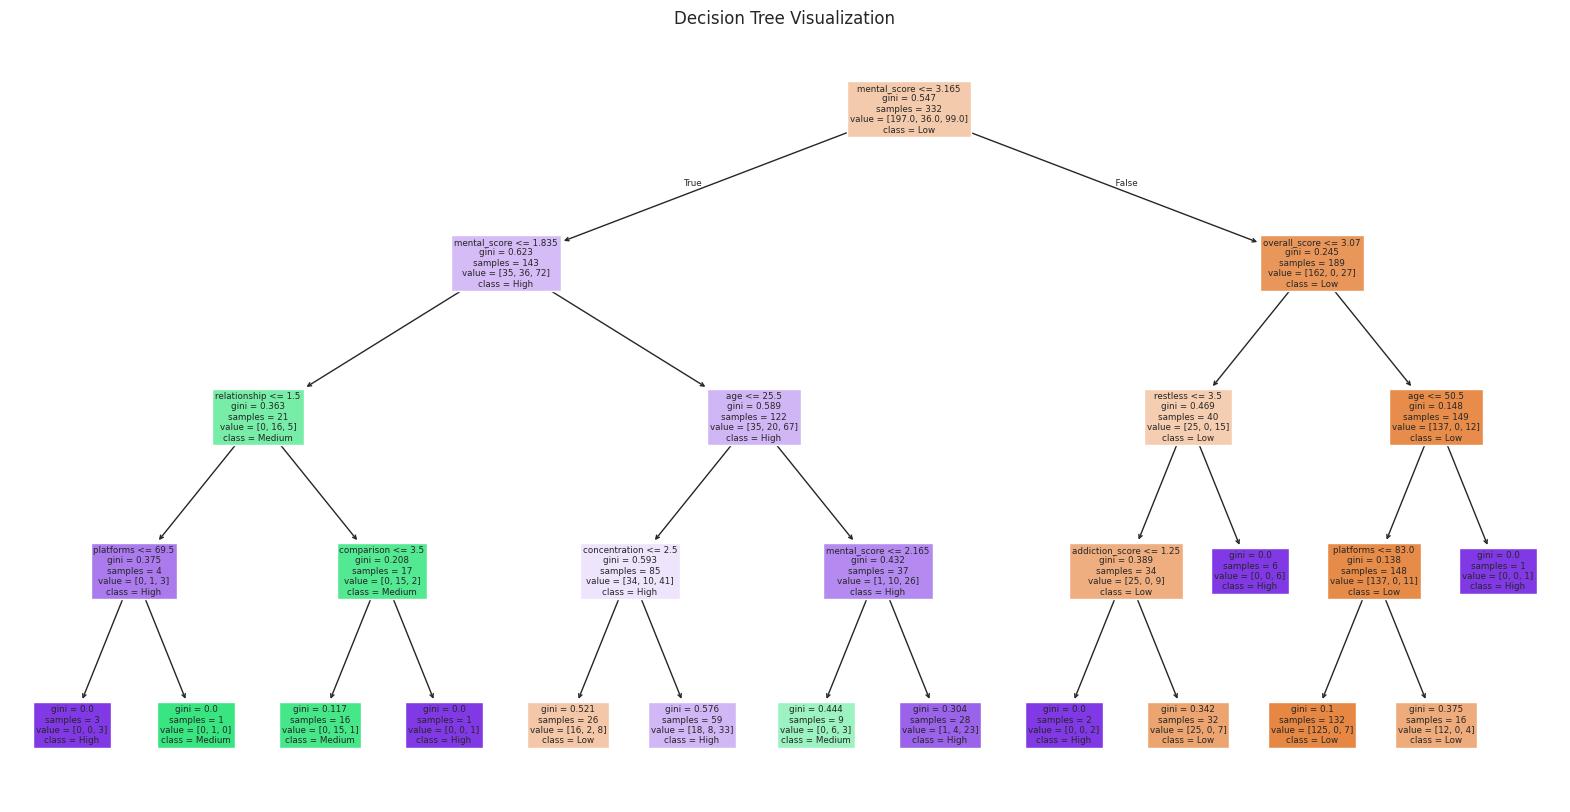 Decision Tree Visualization
mental_score <= 3.165
gini = 0.547
samples = 332
value = [197.0, 36.0, 99.0]
class = Low
True
False
mental_score <= 1.835
gini = 0.623
samples = 143
value = [35, 36, 72]
class = High
overall_score <= 3.07
gini = 0.245
samples = 189
value = [162, 0, 27]
class = Low
relationship <= 1.5
gini = 0.363
samples = 21
value = [0, 16, 5]
class = Medium
age <= 25.5
gini = 0.589
samples = 122
value = [35, 20, 67]
class = High
restless <= 3.5
gini = 0.469
samples = 40
value = [25, 0, 15]
class = Low
age <= 50.5
gini = 0.148
samples = 149
value = [137, 0, 12]
class = Low
platforms <= 69.5
gini = 0.375
samples = 4
value = [0, 1, 3]
class = High
comparison <= 3.5
gini = 0.208
samples = 17
value = [0, 15, 2]
class = Medium
concentration <= 2.5
gini = 0.593
samples = 85
value = [34, 10, 41]
class = High
mental_score <= 2.165
gini = 0.432
samples = 37
value = [1, 10, 26]
class = High
addiction_score <= 1.25
gini = 0.389
samples = 34
value = [25, 0, 9]
class = Low
gini = 0.0
samples = 6
value = [0, 0, 6]
class = High
platforms <= 83.0
gini = 0.138
samples = 148
value = [137, 0, 11]
class = Low
gini = 0.0
samples = 1
value = [0, 0, 1]
class = High
gini = 0.0
samples = 3
value = [0, 0, 3]
class = High
gini = 0.0
samples = 1
value = [0, 1, 0]
class = Medium
gini = 0.117
samples = 16
value = [0, 15, 1]
class = Medium
gini = 0.0
samples = 1
value = [0, 0, 1]
class = High
gini = 0.521
samples = 26
value = [16, 2, 8]
class = Low
gini = 0.576
samples = 59
value = [18, 8, 33]
class = High
gini = 0.444
samples = 9
value = [0, 6, 3]
class = Medium
gini = 0.304
samples = 28
value = [1, 4, 23]
class = High
gini = 0.0
samples = 2
value = [0, 0, 2]
class = High
gini = 0.342
samples = 32
value = [25, 0, 7]
class = Low
gini = 0.1
samples = 132
value = [125, 0, 7]
class = Low
gini = 0.375
samples = 16
value = [12, 0, 4]
class = Low